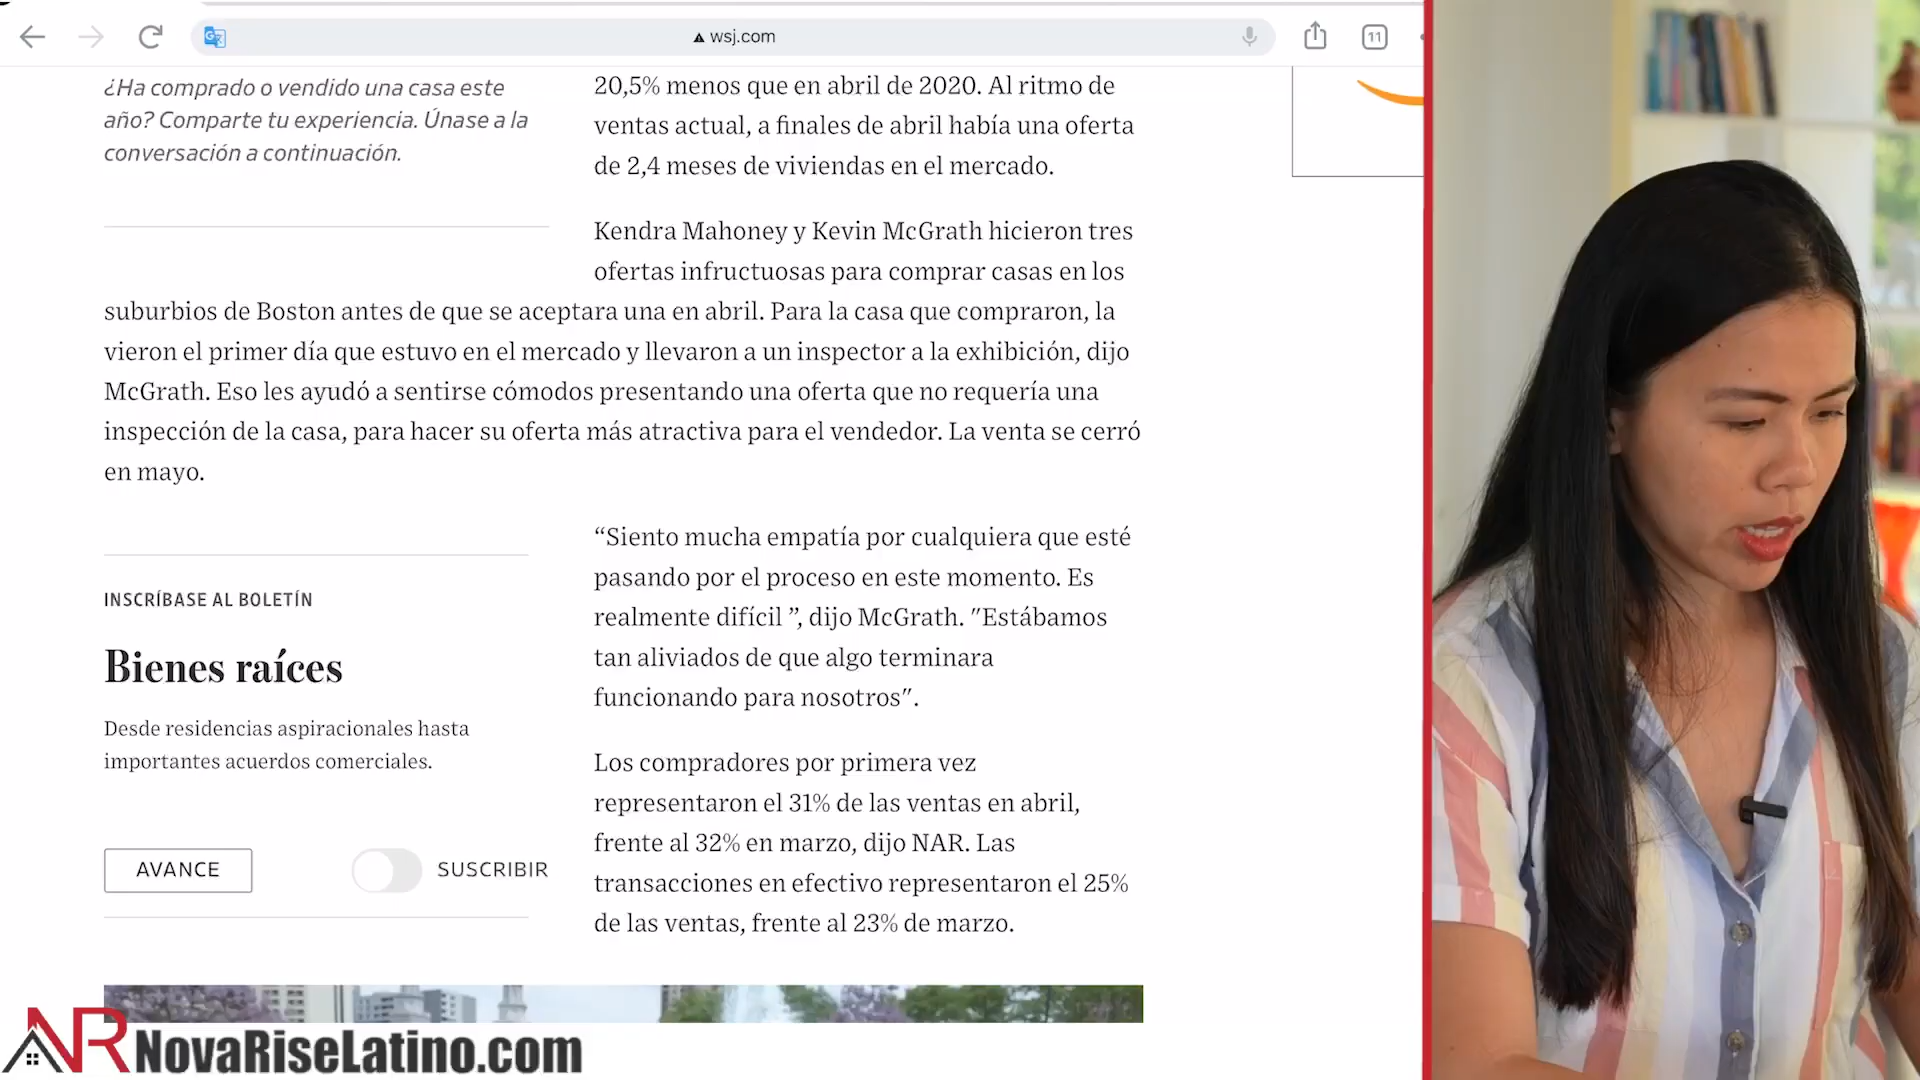 wsj.com
11
¿Ha comprado o vendido una casa este
año? Comparte tu experiencia. Únase a la
conversación a continuación.
20,5% menos que en abril de 2020. Al ritmo de
ventas actual, a finales de abril había una oferta
de 2,4 meses de viviendas en el mercado.
Kendra Mahoney y Kevin McGrath hicieron tres
ofertas infructuosas para comprar casas en los
suburbios de Boston antes de que se aceptara una en abril. Para la casa que compraron, la
vieron el primer día que estuvo en el mercado y llevaron a un inspector a la exhibición, dijo
McGrath. Eso les ayudó a sentirse cómodos presentando una oferta que no requería una
inspección de la casa, para hacer su oferta más atractiva para el vendedor. La venta se cerró
en mayo.
INSCRÍBASE AL BOLETÍN
Bienes raíces
Desde residencias aspiracionales hasta
importantes acuerdos comerciales.
AVANCE
SUSCRIBIR
“Siento mucha empatía por cualquiera que esté
pasando por el proceso en este momento. Es
realmente difícil ”, dijo McGrath. "Estábamos
tan aliviados de que algo terminara
funcionando para nosotros".
Los compradores por primera vez
representaron el 31% de las ventas en abril,
frente al 32% en marzo, dijo NAR. Las
transacciones en efectivo representaron el 25%
de las ventas, frente al 23% de marzo.
NR NovaRiseLatino.com